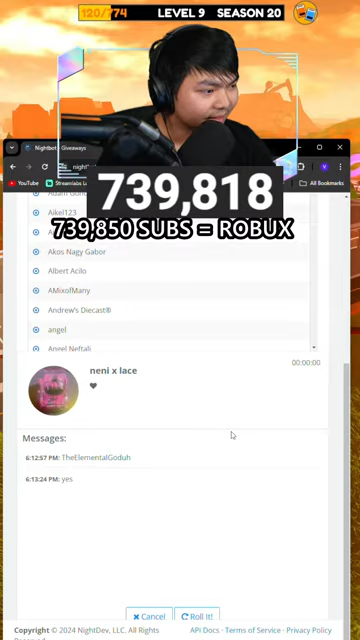 120/774
LEVEL 9 SEASON 20
Nightbot - Giveaways
YouTube
Streamlabs
All Bookmarks
739,818
739,850 SUBS = ROBUX
Aikel123
Akos Nagy Gabor
Albert Acilo
AMixofMany
Andrew's Diecast®
angel
Angel Neftali
00:00:00
neni x lace
♥
Messages:
6:12:57 PM: TheElementalGoduh
6:13:24 PM: yes
Cancel
Roll It!
Copyright © 2024 NightDev, LLC. All Rights
API Docs - Terms of Service - Privacy Policy
Reserved